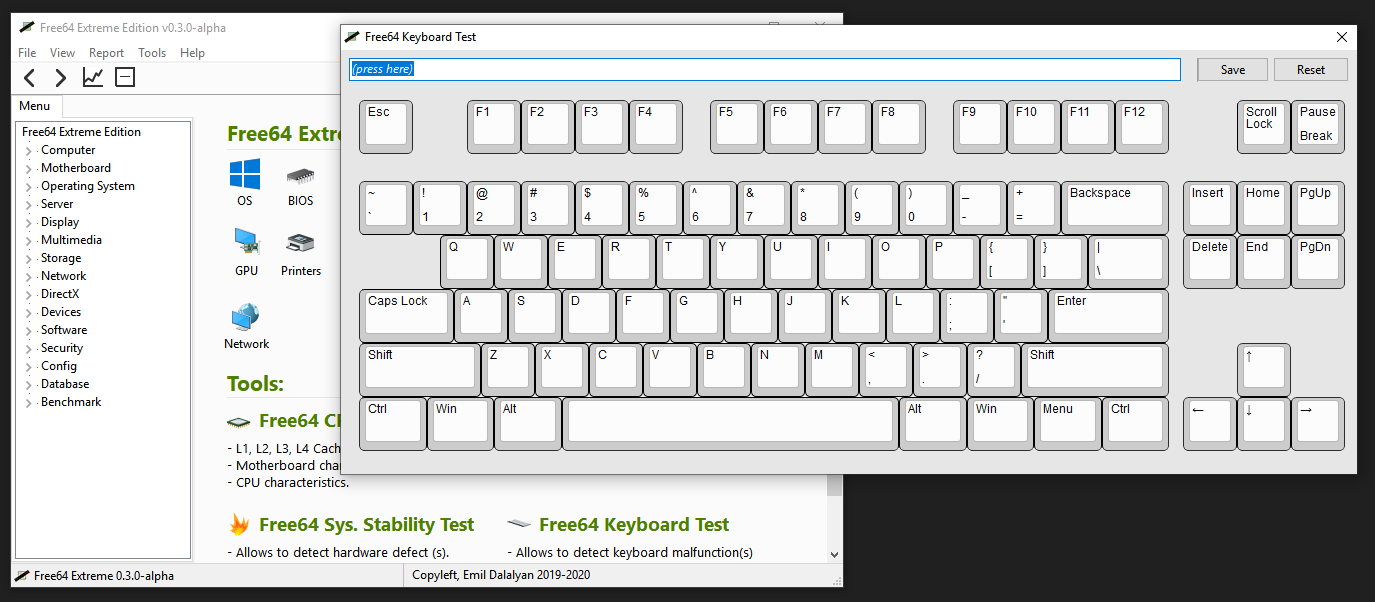 Free64 Extreme Edition v0.3.0-alpha
File View Report Tools Help
Menu
Free64 Extreme Edition
Computer
Motherboard
Operating System
Server
Display
Multimedia
Storage
Network
DirectX
Devices
Software
Security
Config
Database
Benchmark
Free64 Extr
OS BIOS
GPU Printers
Network
Tools:
Free64 C
- L1, L2, L3, L4 Cach
- Motherboard cha
- CPU characteristics.
Free64 Sys. Stability Test
- Allows to detect hardware defect (s).
Free64 Keyboard Test
- Allows to detect keyboard malfunction(s)
Free64 Extreme 0.3.0-alpha
Copyleft, Emil Dalalyan 2019-2020
Free64 Keyboard Test
(press here) Save Reset
Esc F1 F2 F3 F4 F5 F6 F7 F8 F9 F10 F11 F12 Scroll Pause
Lock Break
~ ! @ # $ % ^ & * ( ) _ + Backspace Insert Home PgUp
` 1 2 3 4 5 6 7 8 9 0 - =
Q W E R T Y U I O P { } | Delete End PgDn
[ ] \
Caps Lock A S D F G H J K L : " Enter
; '
Shift Z X C V B N M < > ? Shift ↑
, . /
Ctrl Win Alt Alt Win Menu Ctrl ← ↓ →